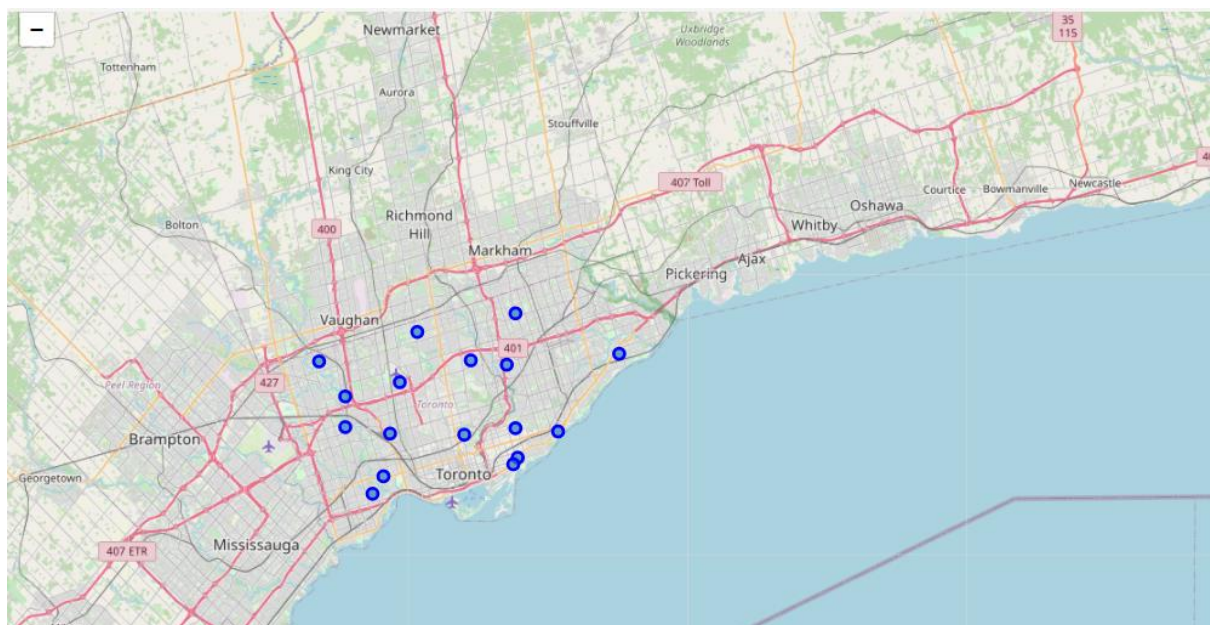 −
Newmarket
Uxbridge
Woodlands
35
115
Tottenham
Aurora
Stouffville
King City
407 Toll
Courtice
Bowmanville
Newcastle
Oshawa
Richmond
Hill
Bolton
400
Whitby
Markham
Ajax
Pickering
Vaughan
401
427
Peel Region
Toronto
Brampton
Toronto
Georgetown
Mississauga
407 ETR